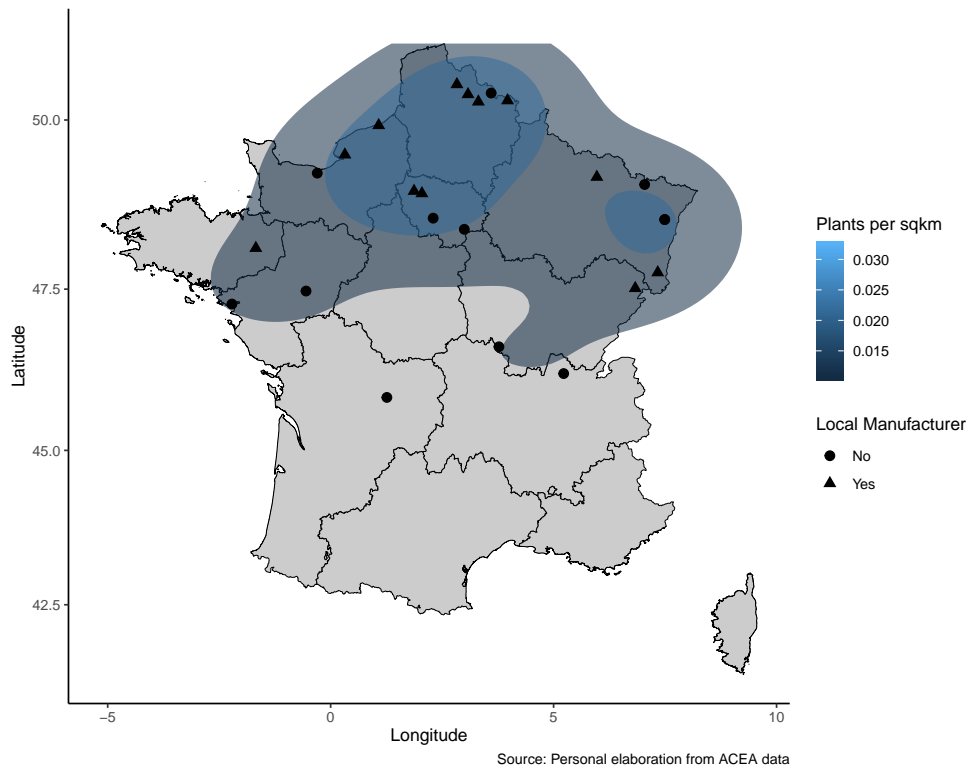 50.0
47.5
45.0
42.5
Latitude
−5
0
5
10
Longitude
Source: Personal elaboration from ACEA data
Plants per sqkm
0.030
0.025
0.020
0.015
Local Manufacturer
No
Yes